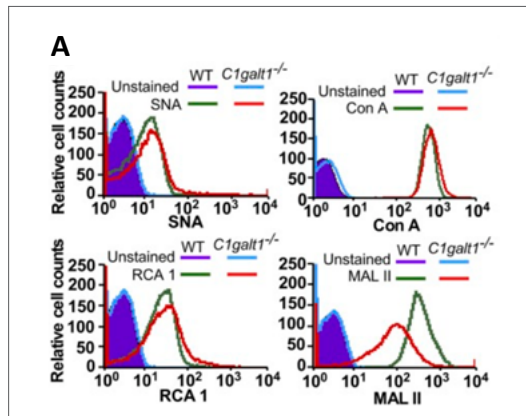 A
WT C1galt1-/-
Unstained
SNA
Relative cell counts
250
200
150
100
50
0
10⁰ 10¹ 10² 10³ 10⁴
SNA
WT C1galt1-/-
Unstained
Con A
250
200
150
100
50
0
10⁰ 10² 10³ 10⁴
Con A
WT C1galt1-/-
Unstained
RCA 1
Relative cell counts
250
200
150
100
50
0
10⁰ 10¹ 10² 10³ 10⁴
RCA 1
WT C1galt1-/-
Unstained
MAL II
250
200
150
100
50
0
10⁰ 10¹ 10² 10³ 10⁴
MAL II